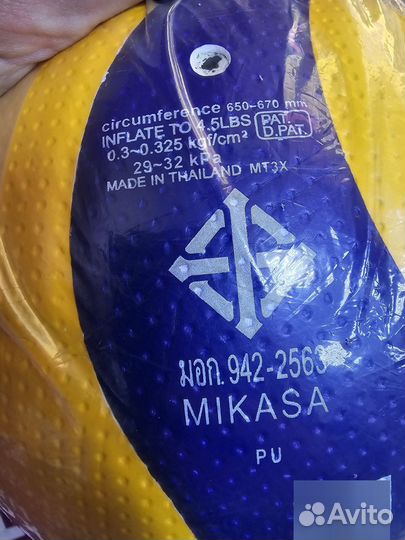 circumference 650-670 mm
INFLATE TO 4.5LBS PAT.
0.3~0.325 kgf/cm² D.PAT.
29~32 kPa
MADE IN THAILAND MT3X
มอก. 942-2563
MIKASA
PU
Avito